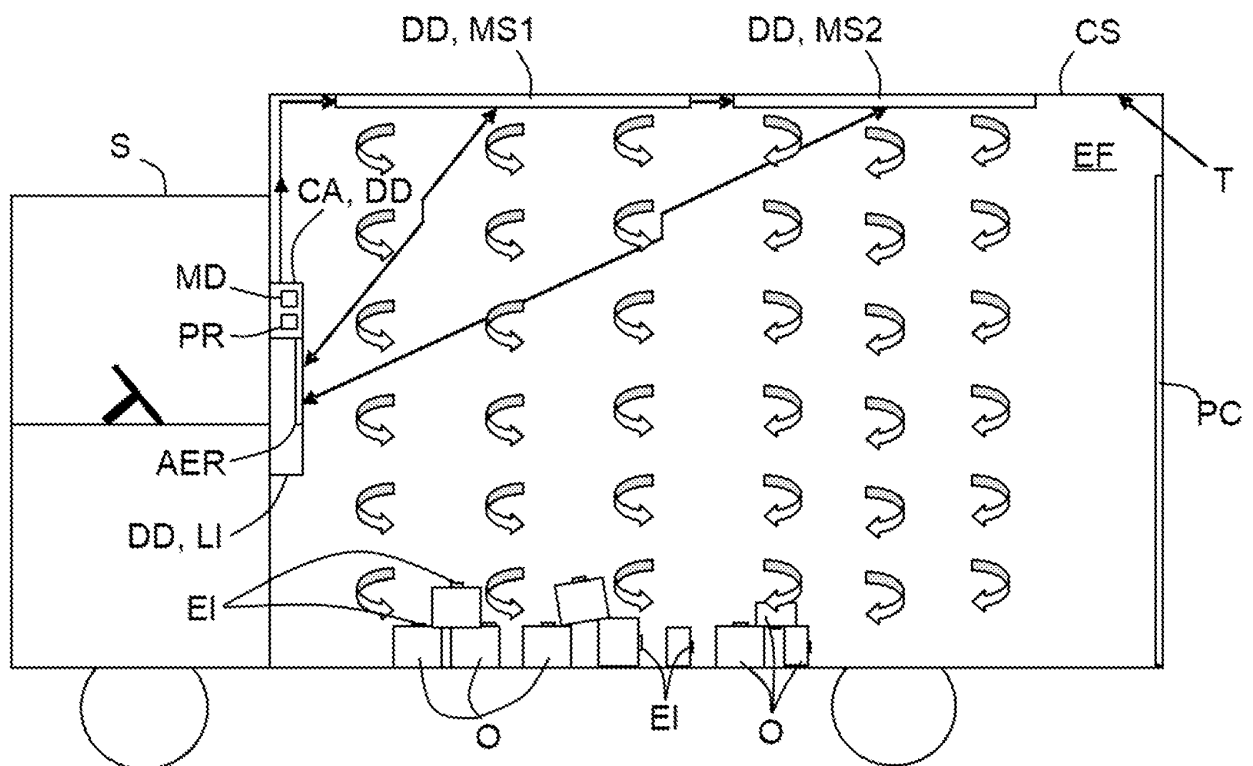 DD, MS1
DD, MS2
CS
S
CA, DD
EF
T
MD
PR
PC
AER
DD, LI
EI
EI
O
O